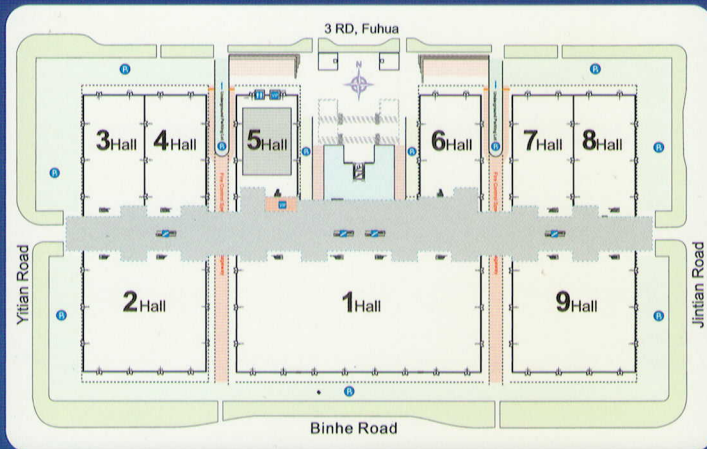 3 RD, Fuhua
N
3Hall
4Hall
5Hall
6Hall
7Hall
8Hall
Yitian Road
Jintian Road
2Hall
1Hall
9Hall
Binhe Road